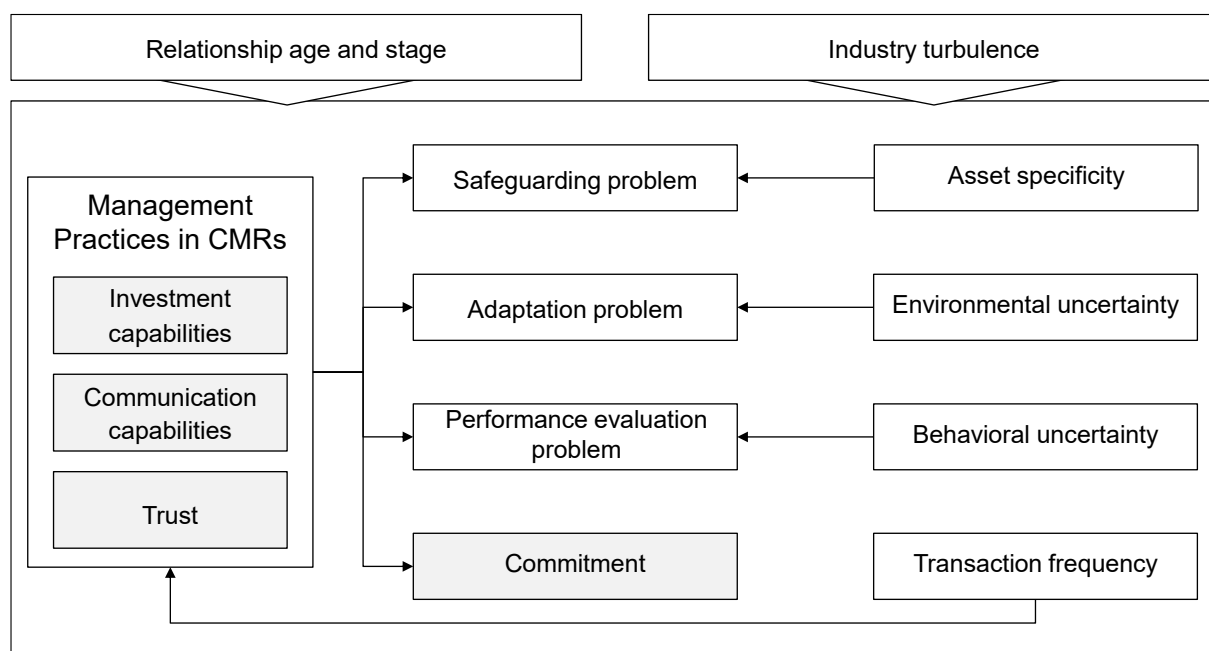 Relationship age and stage
Industry turbulence
Management
Practices in CMRs
Investment
capabilities
Communication
capabilities
Trust
Safeguarding problem
Adaptation problem
Performance evaluation
problem
Commitment
Asset specificity
Environmental uncertainty
Behavioral uncertainty
Transaction frequency